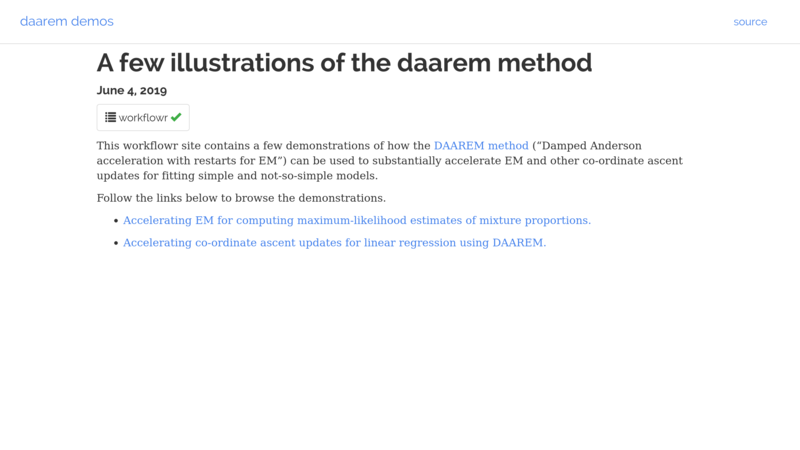 daarem demos
source
A few illustrations of the daarem method
June 4, 2019
workflowr
This workflowr site contains a few demonstrations of how the DAAREM method (“Damped Anderson
acceleration with restarts for EM”) can be used to substantially accelerate EM and other co-ordinate ascent
updates for fitting simple and not-so-simple models.
Follow the links below to browse the demonstrations.
• Accelerating EM for computing maximum-likelihood estimates of mixture proportions.
• Accelerating co-ordinate ascent updates for linear regression using DAAREM.